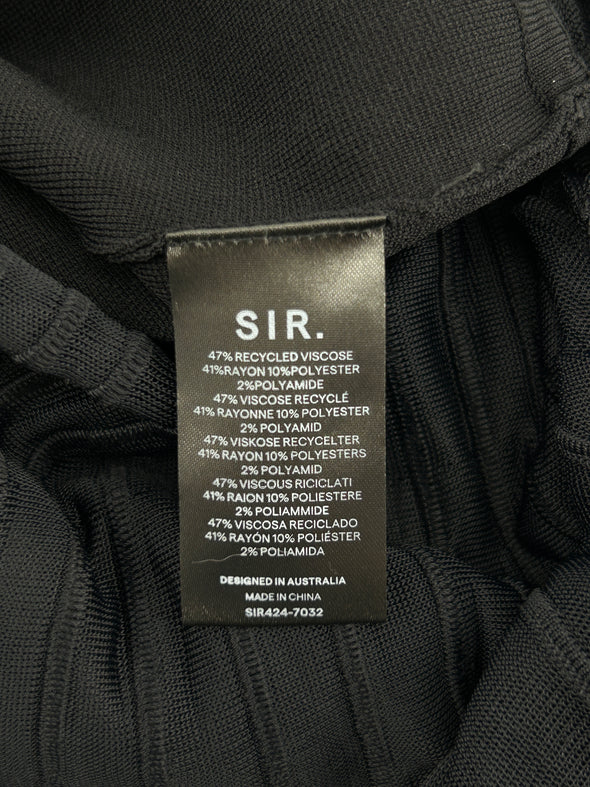 SIR.
47% RECYCLED VISCOSE
41%RAYON 10%POLYESTER
2%POLYAMIDE
47% VISCOSE RECYCLÉ
41% RAYONNE 10% POLYESTER
2% POLYAMID
47% VISKOSE RECYCELTER
41% RAYON 10% POLYESTERS
2% POLYAMID
47% VISCOUS RICICLATI
41% RAION 10% POLIESTERE
2% POLIAMMIDE
47% VISCOSA RECICLADO
41% RAYÓN 10% POLIÉSTER
2% POLIAMIDA
DESIGNED IN AUSTRALIA
MADE IN CHINA
SIR424-7032